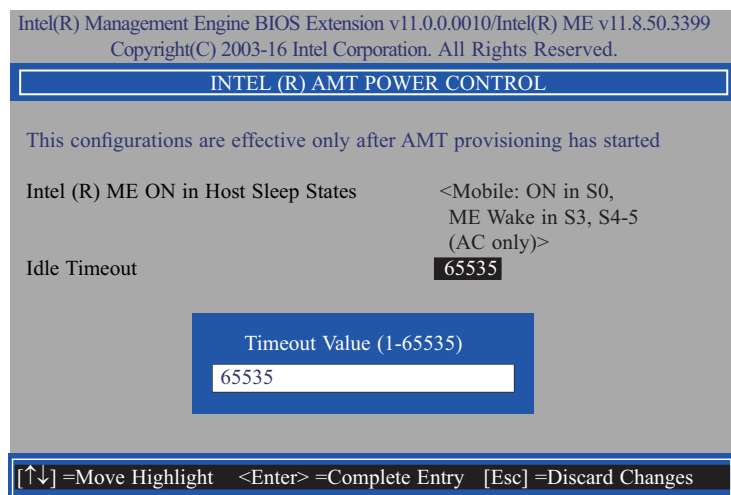 Intel(R) Management Engine BIOS Extension v11.0.0.0010/Intel(R) ME v11.8.50.3399
Copyright(C) 2003-16 Intel Corporation. All Rights Reserved.
INTEL (R) AMT POWER CONTROL
This configurations are effective only after AMT provisioning has started
Intel (R) ME ON in Host Sleep States <Mobile: ON in S0,
ME Wake in S3, S4-5
(AC only)>
Idle Timeout 65535
Timeout Value (1-65535)
65535
[↑↓] =Move Highlight <Enter> =Complete Entry [Esc] =Discard Changes